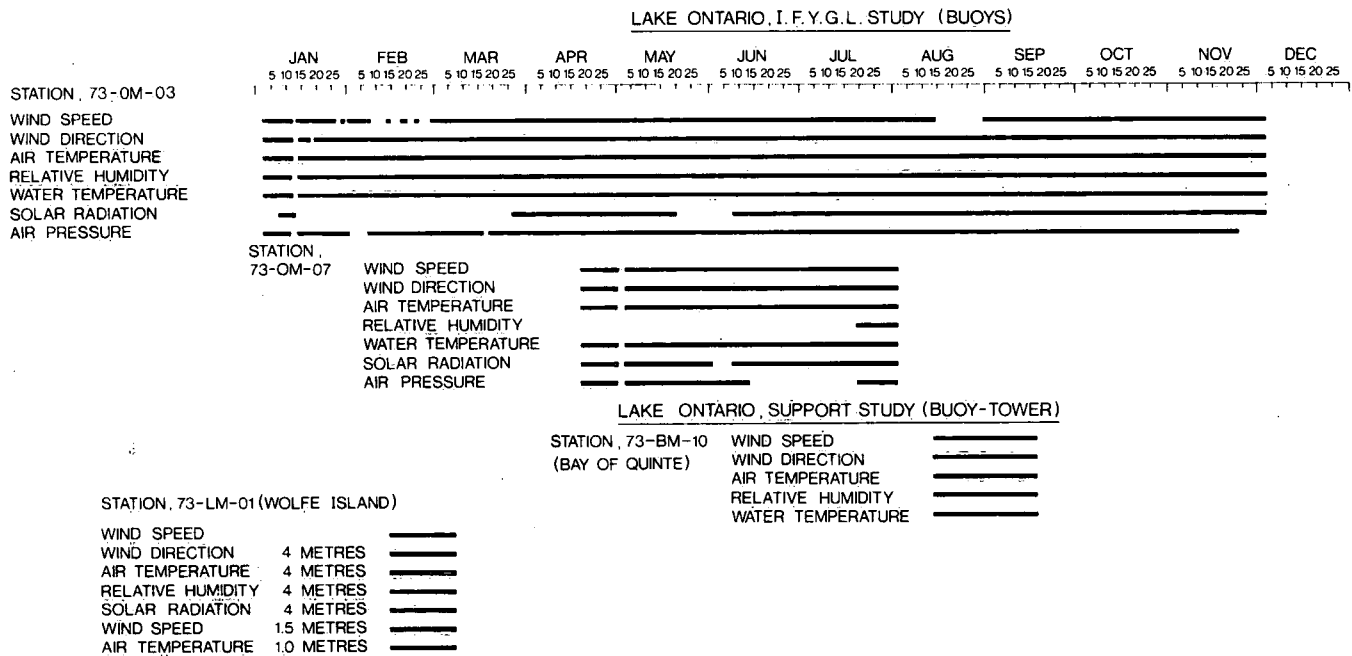 LAKE ONTARIO, I.F.Y.G.L. STUDY (BUOYS)
JAN FEB MAR APR MAY JUN JUL AUG SEP OCT NOV DEC
5 10 15 20 25 5 10 15 20 25 5 10 15 20 25 5 10 15 20 25 5 10 15 20 25 5 10 15 20 25 5 10 15 20 25 5 10 15 20 25 5 10 15 20 25 5 10 15 20 25 5 10 15 20 25 5 10 15 20 25
STATION, 73-OM-03
WIND SPEED
WIND DIRECTION
AIR TEMPERATURE
RELATIVE HUMIDITY
WATER TEMPERATURE
SOLAR RADIATION
AIR PRESSURE
STATION,
73-OM-07 WIND SPEED
WIND DIRECTION
AIR TEMPERATURE
RELATIVE HUMIDITY
WATER TEMPERATURE
SOLAR RADIATION
AIR PRESSURE
LAKE ONTARIO, SUPPORT STUDY (BUOY-TOWER)
STATION, 73-BM-10 WIND SPEED
(BAY OF QUINTE) WIND DIRECTION
AIR TEMPERATURE
RELATIVE HUMIDITY
WATER TEMPERATURE
STATION, 73-LM-01 (WOLFE ISLAND)
WIND SPEED
WIND DIRECTION 4 METRES
AIR TEMPERATURE 4 METRES
RELATIVE HUMIDITY 4 METRES
SOLAR RADIATION 4 METRES
WIND SPEED 1.5 METRES
AIR TEMPERATURE 1.0 METRES